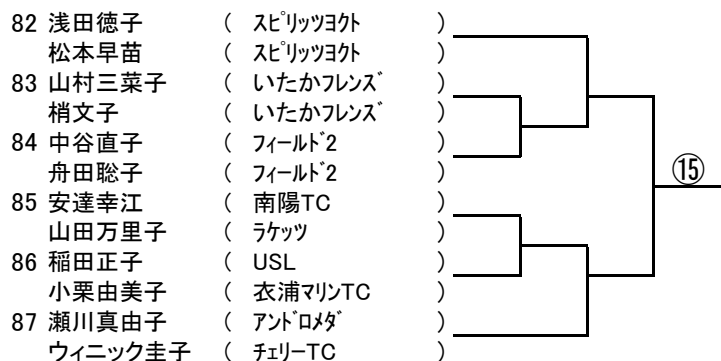 82 浅田徳子 ( スピリッツヨクト )
松本早苗 ( スピリッツヨクト )
83 山村三菜子 ( いたかフレンズ )
梢文子 ( いたかフレンズ )
84 中谷直子 ( フィールド2 )
舟田聡子 ( フィールド2 )
85 安達幸江 ( 南陽TC )
山田万里子 ( ラケッツ )
86 稲田正子 ( USL )
小栗由美子 ( 衣浦マリンTC )
87 瀬川真由子 ( アンドロメダ )
ウィニック圭子 ( チェリーTC )
⑮